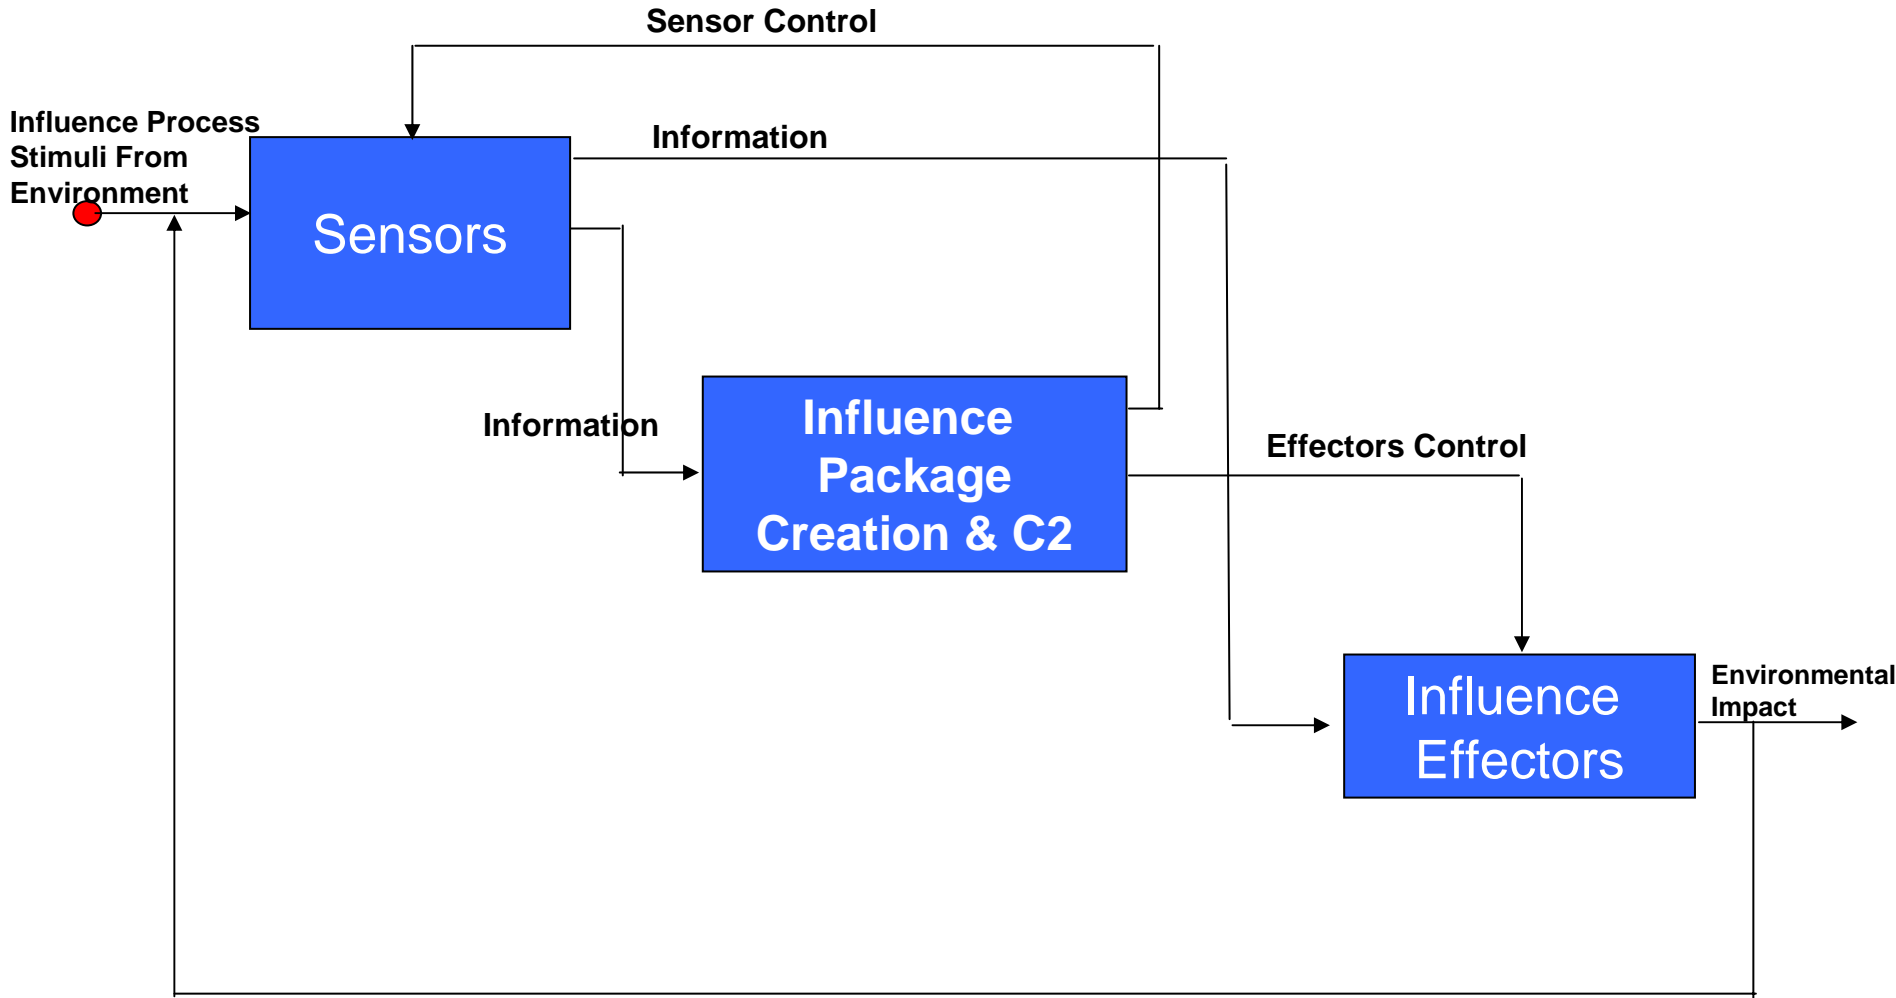 Sensor Control
Influence Process
Stimuli From
Environment
Information
Sensors
Information
Influence
Package
Creation & C2
Effectors Control
Influence
Effectors
Environmental
Impact